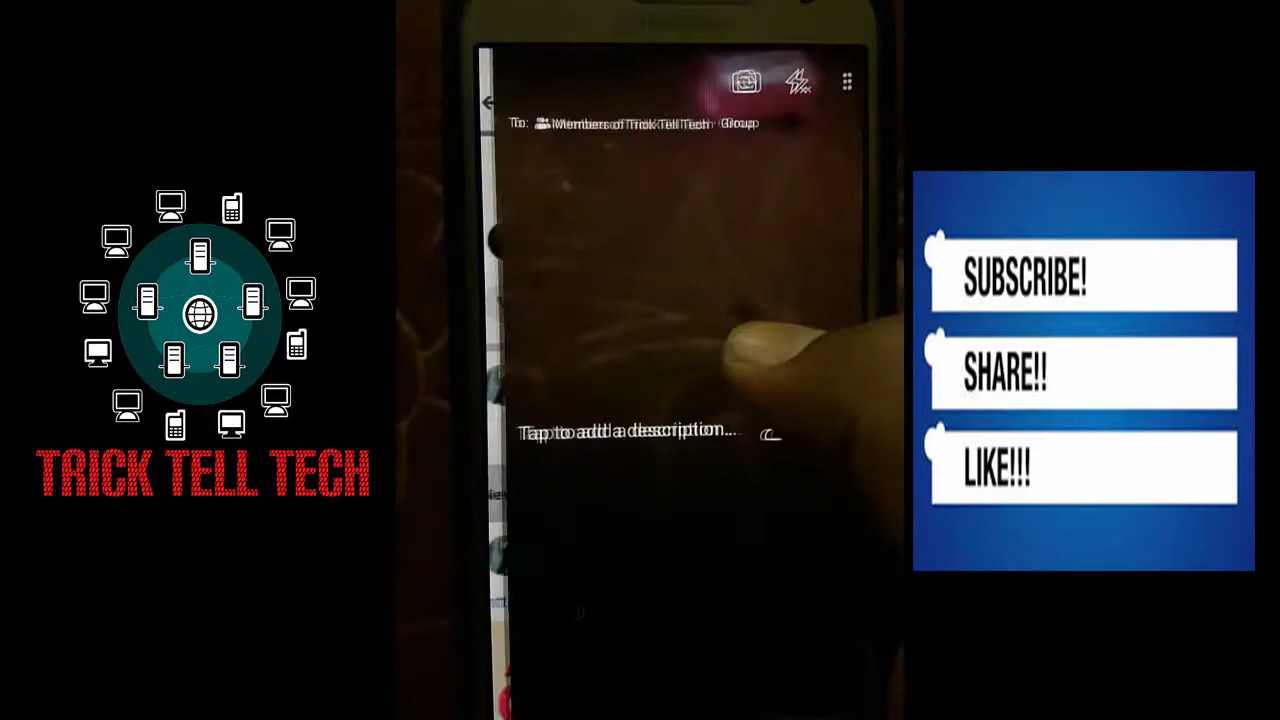 To: Members of Trick Tell Tech · Group
Tap to add a description...
TRICK TELL TECH
SUBSCRIBE!
SHARE!!
LIKE!!!